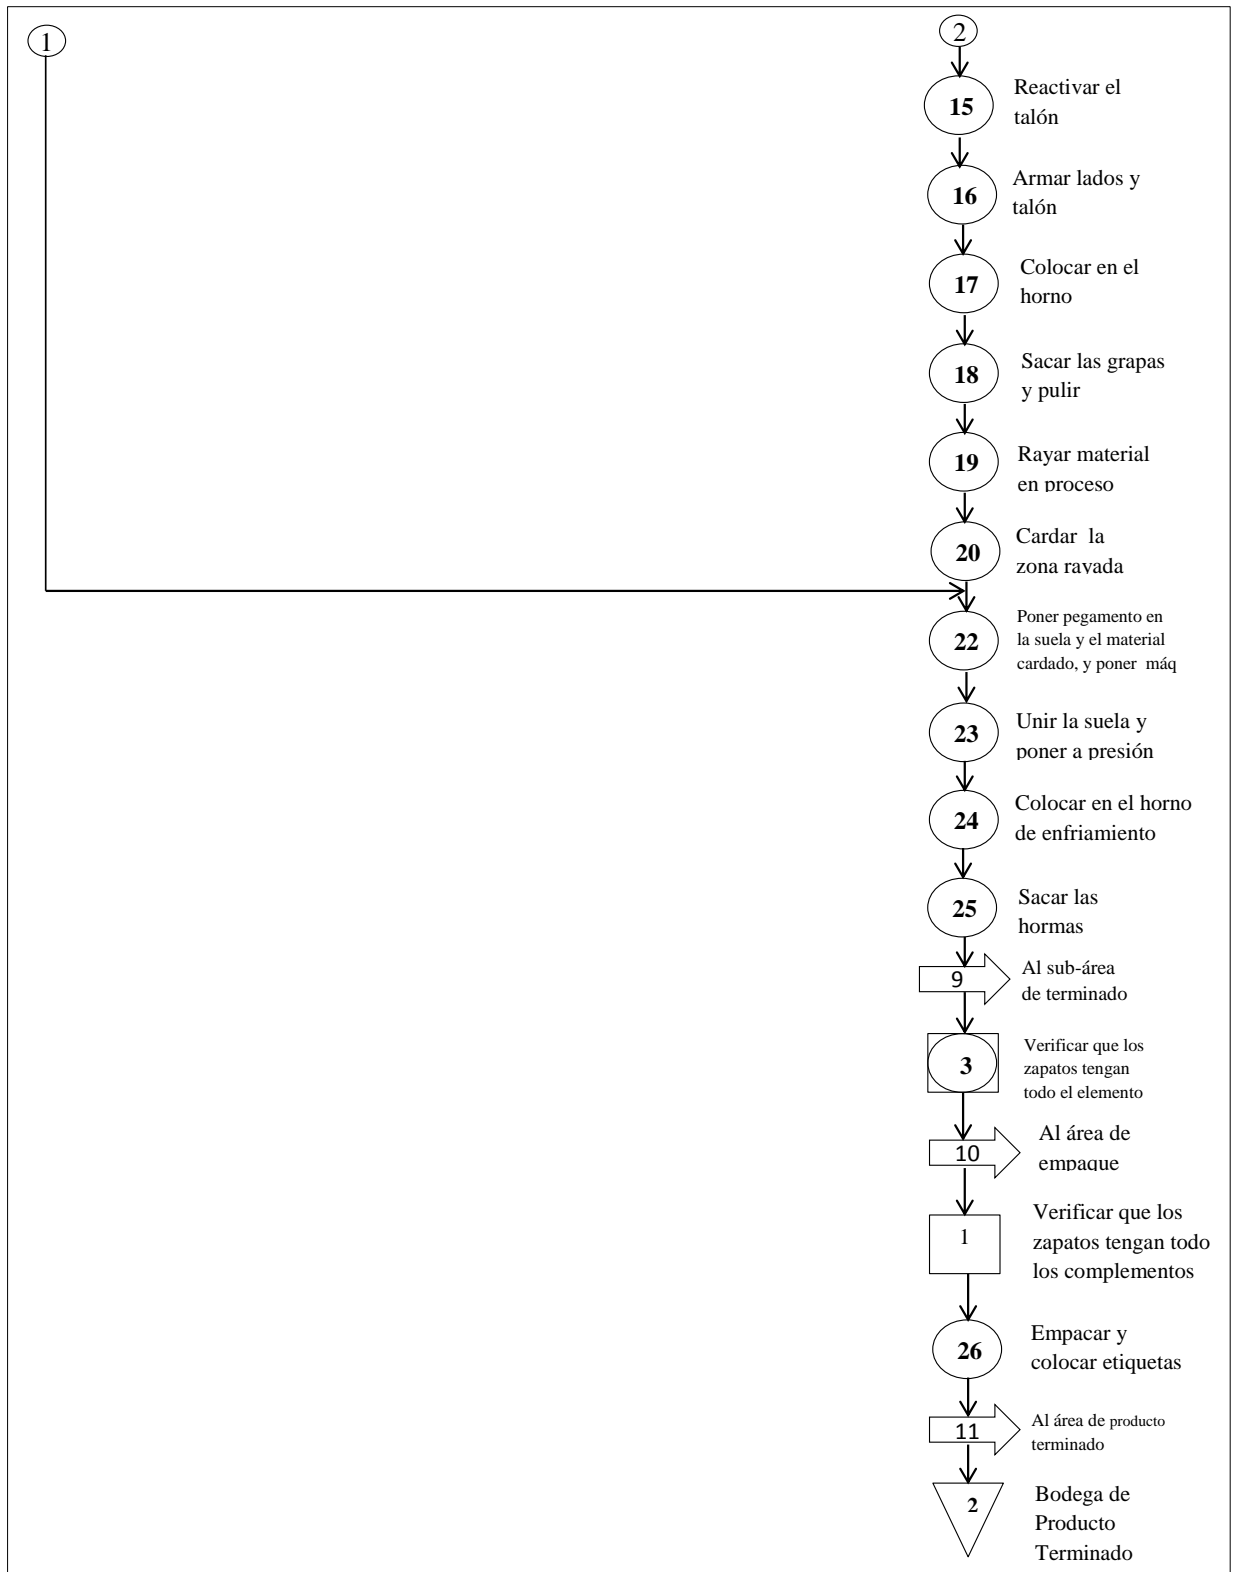 1
2
15
Reactivar el
talón
16
Armar lados y
talón
17
Colocar en el
horno
18
Sacar las grapas
y pulir
19
Rayar material
en proceso
20
Cardar la
zona rayada
22
Poner pegamento en
la suela y el material
cardado, y poner máq
23
Unir la suela y
poner a presión
24
Colocar en el horno
de enfriamiento
25
Sacar las
hormas
9
Al sub-área
de terminado
3
Verificar que los
zapatos tengan
todo el elemento
10
Al área de
empaque
1
Verificar que los
zapatos tengan todo
los complementos
26
Empacar y
colocar etiquetas
11
Al área de producto
terminado
2
Bodega de
Producto
Terminado